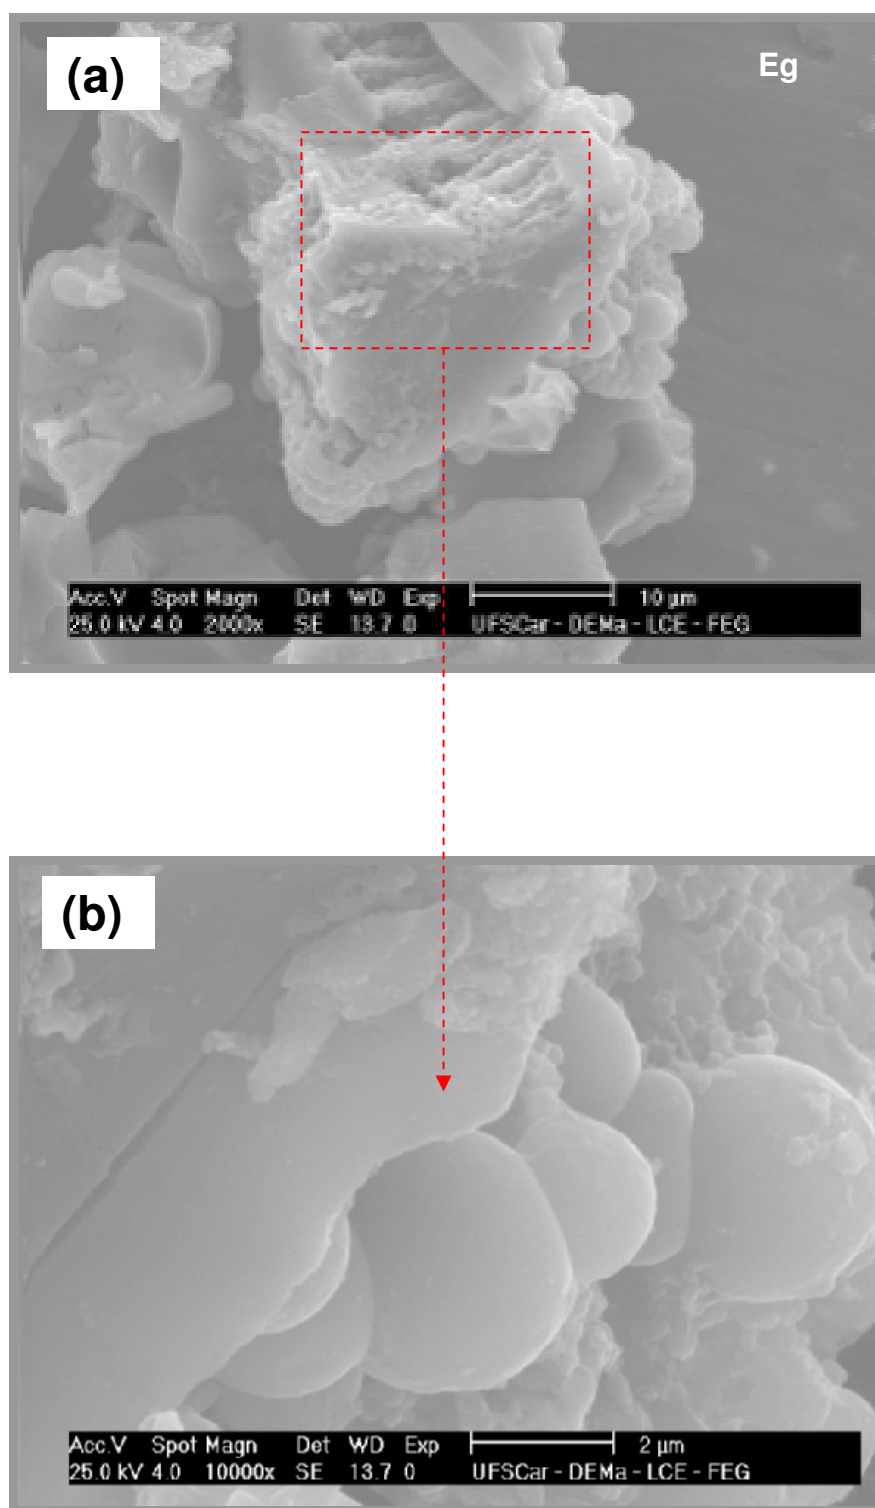 (a)
Eg
Acc.V Spot Magn Det WD Exp 10 µm
25.0 kV 4.0 2000x SE 13.7 0 UFSCar - DEMa - LCE - FEG
(b)
Acc.V Spot Magn Det WD Exp 2 µm
25.0 kV 4.0 10000x SE 13.7 0 UFSCar - DEMa - LCE - FEG